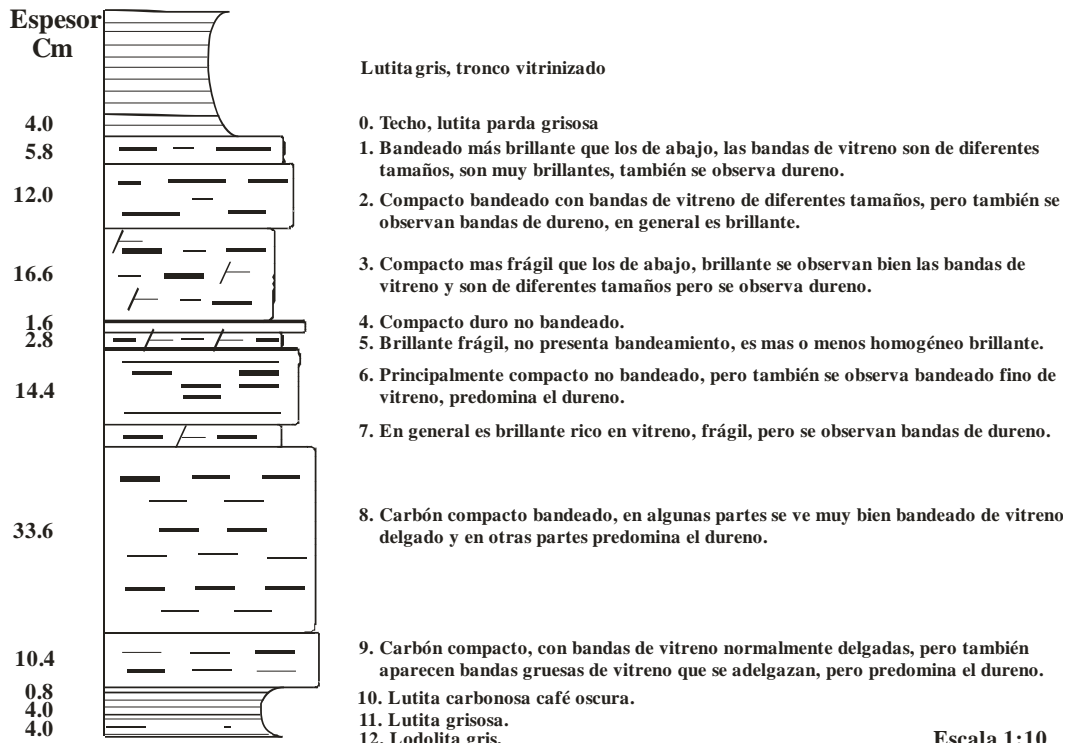 Espesor
Cm
Lutita gris, tronco vitrinizado
4.0
0. Techo, lutita parda grisosa
5.8
1. Bandeado más brillante que los de abajo, las bandas de vitreno son de diferentes
tamaños, son muy brillantes, también se observa dureno.
12.0
2. Compacto bandeado con bandas de vitreno de diferentes tamaños, pero también se
observan bandas de dureno, en general es brillante.
16.6
3. Compacto mas frágil que los de abajo, brillante se observan bien las bandas de
vitreno y son de diferentes tamaños pero se observa dureno.
1.6
4. Compacto duro no bandeado.
2.8
5. Brillante frágil, no presenta bandeamiento, es mas o menos homogéneo brillante.
14.4
6. Principalmente compacto no bandeado, pero también se observa bandeado fino de
vitreno, predomina el dureno.
7. En general es brillante rico en vitreno, frágil, pero se observan bandas de dureno.
33.6
8. Carbón compacto bandeado, en algunas partes se ve muy bien bandeado de vitreno
delgado y en otras partes predomina el dureno.
10.4
9. Carbón compacto, con bandas de vitreno normalmente delgadas, pero también
aparecen bandas gruesas de vitreno que se adelgazan, pero predomina el dureno.
0.8
10. Lutita carbonosa café oscura.
4.0
11. Lutita grisosa.
4.0
12. Lodolita gris.
Escala 1:10